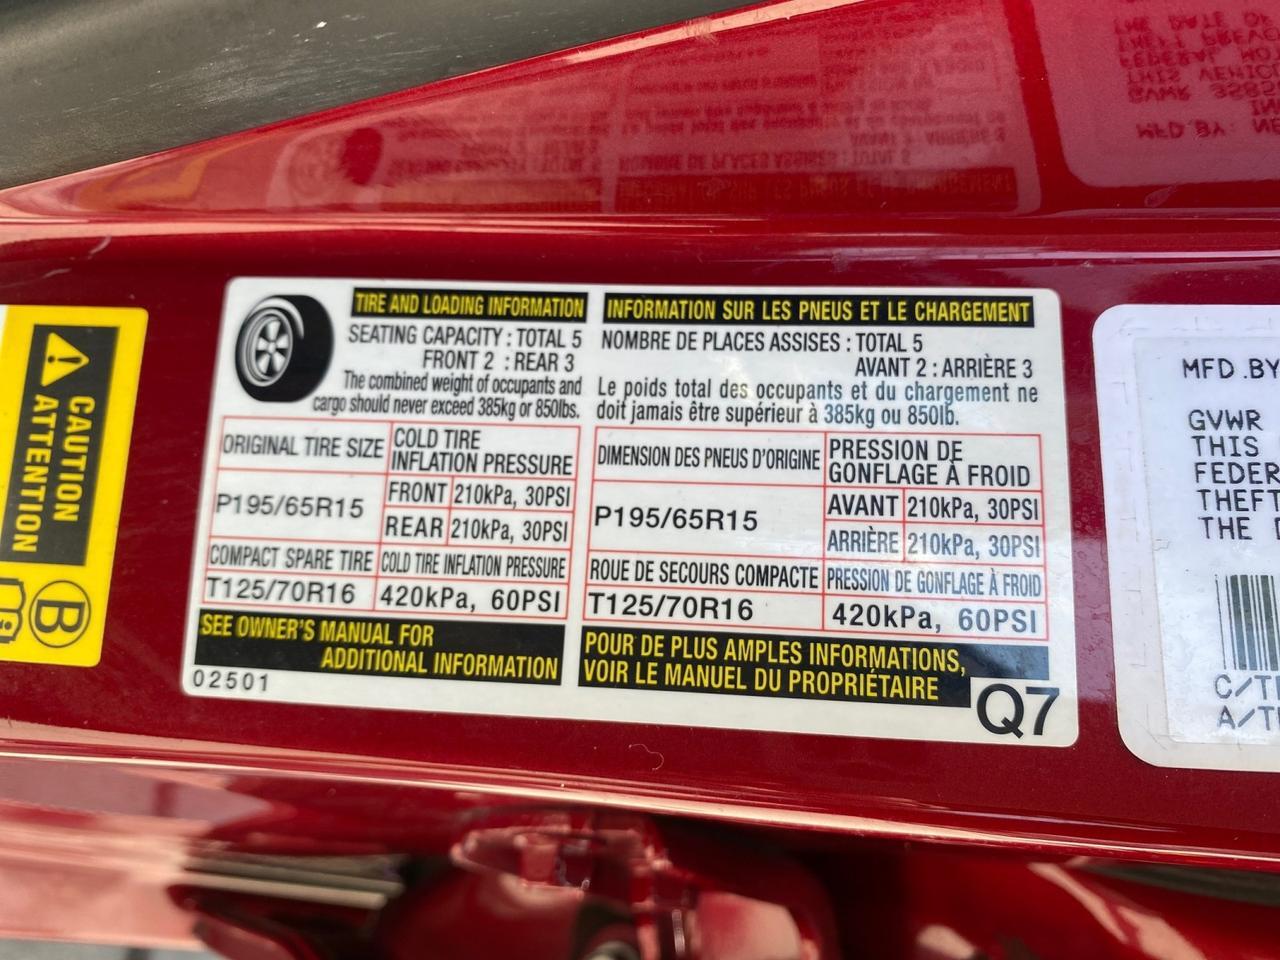 CAUTION
ATTENTION
B
TIRE AND LOADING INFORMATION
SEATING CAPACITY : TOTAL 5
FRONT 2 : REAR 3
The combined weight of occupants and
cargo should never exceed 385kg or 850lbs.
ORIGINAL TIRE SIZE
COLD TIRE
INFLATION PRESSURE
P195/65R15
FRONT 210kPa, 30PSI
REAR 210kPa, 30PSI
COMPACT SPARE TIRE COLD TIRE INFLATION PRESSURE
T125/70R16 420kPa, 60PSI
SEE OWNER'S MANUAL FOR
ADDITIONAL INFORMATION
02501
INFORMATION SUR LES PNEUS ET LE CHARGEMENT
NOMBRE DE PLACES ASSISES : TOTAL 5
AVANT 2 : ARRIÈRE 3
Le poids total des occupants et du chargement ne
doit jamais être supérieur à 385kg ou 850lb.
DIMENSION DES PNEUS D'ORIGINE
PRESSION DE
GONFLAGE À FROID
P195/65R15
AVANT 210kPa, 30PSI
ARRIÈRE 210kPa, 30PSI
ROUE DE SECOURS COMPACTE PRESSION DE GONFLAGE À FROID
T125/70R16 420kPa, 60PSI
POUR DE PLUS AMPLES INFORMATIONS,
VOIR LE MANUEL DU PROPRIÉTAIRE
Q7
MFD.BY
GVWR
THIS
FEDER
THEFT
THE
C/T
A/T